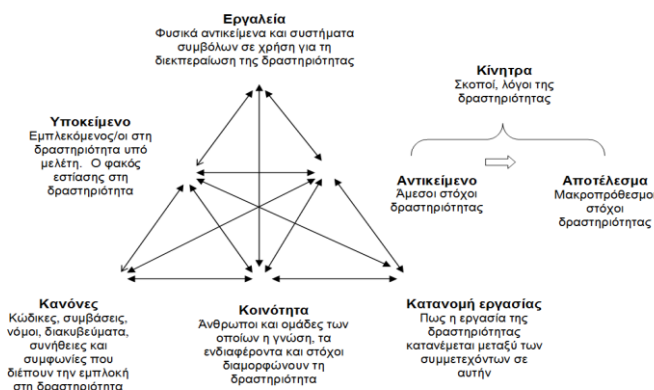 Εργαλεία
Φυσικά αντικείμενα και συστήματα
συμβόλων σε χρήση για τη
διεκπεραίωση της δραστηριότητας
Κίνητρα
Σκοποί, λόγοι της
δραστηριότητας
Υποκείμενο
Εμπλεκόμενος/οι στη
δραστηριότητα υπό
μελέτη. Ο φακός
εστίασης στη
δραστηριότητα
Αντικείμενο
Άμεσοι στόχοι
δραστηριότητας
Αποτέλεσμα
Μακροπρόθεσμοι
στόχοι
δραστηριότητας
Κανόνες
Κώδικες, συμβάσεις,
νόμοι, διακυβεύματα,
συνήθειες και
συμφωνίες που
διέπουν την εμπλοκή
στη δραστηριότητα
Κοινότητα
Άνθρωποι και ομάδες των
οποίων η γνώση, τα
ενδιαφέροντα και στόχοι
διαμορφώνουν τη
δραστηριότητα
Κατανομή εργασίας
Πως η εργασία της
δραστηριότητας
κατανέμεται μεταξύ των
συμμετεχόντων σε
αυτήν